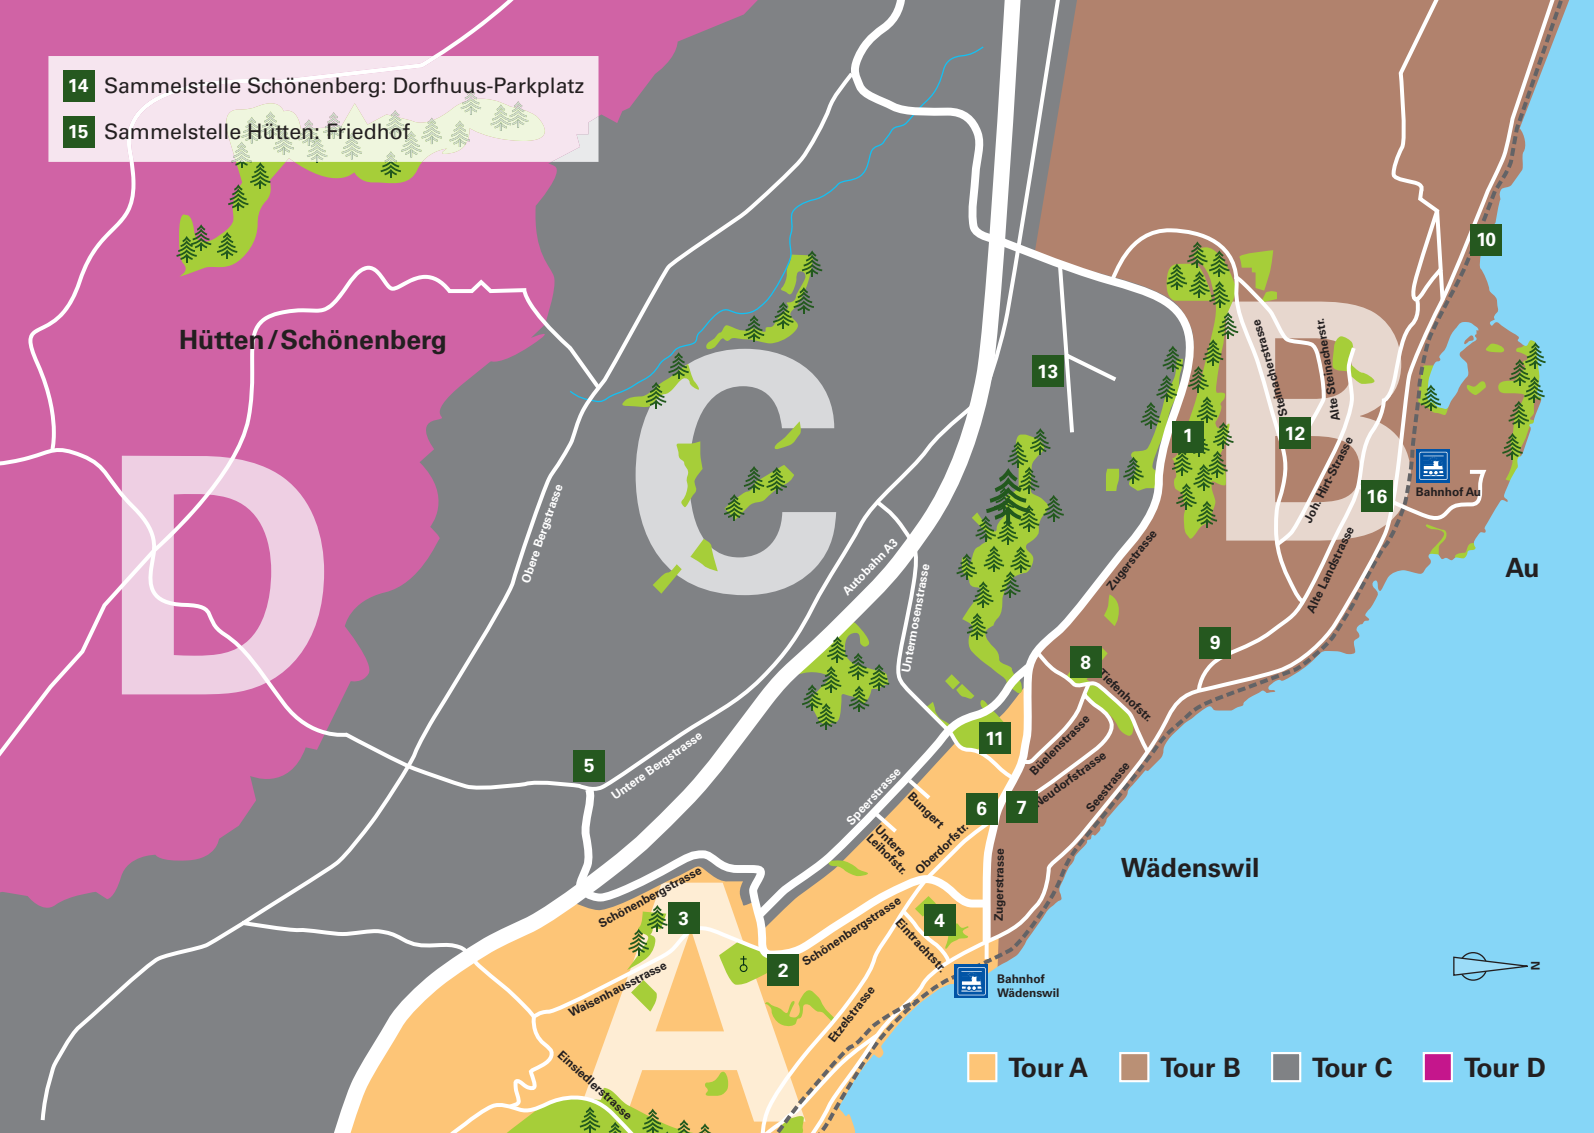 14 Sammelstelle Schönenberg: Dorfhuus-Parkplatz
15 Sammelstelle Hütten: Friedhof
10
Hütten/Schönenberg
13
Steinacherstrasse
Alte Steinacherstr.
1
12
B
C
D
Bahnhof Au
16
Joh. Hirt-Strasse
Obere Bergstrasse
Autobahn A3
Untermosenstrasse
Zugerstrasse
Alte Landstrasse
Au
9
8
Tiefenhofstr.
11
5
Untere Bergstrasse
Büelenstrasse
Neudorfstrasse
Seestrasse
Speerstrasse
Bungert
6
7
Untere
Leihofstr.
Oberdorfstr.
Wädenswil
Zugerstrasse
Schönenbergstrasse
3
4
Schönenbergstrasse
Eintrachtstr.
2
Waisenhausstrasse
A
Etzelstrasse
Bahnhof
Wädenswil
N
Einsiedlerstrasse
Tour A
Tour B
Tour C
Tour D